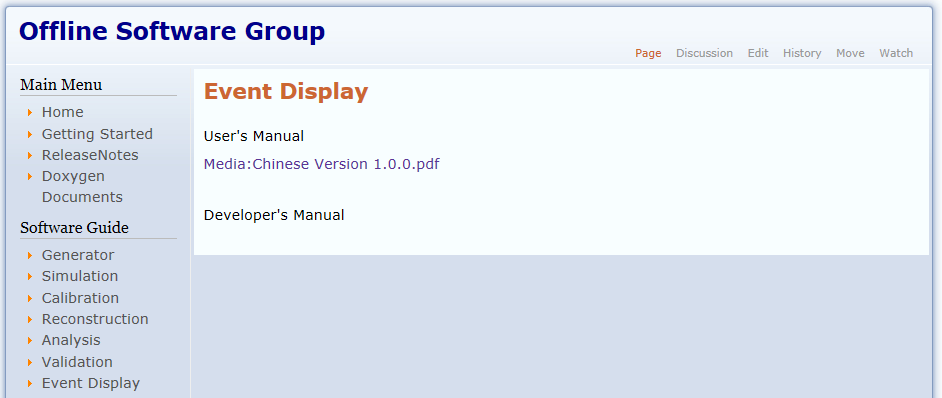 Offline Software Group
Page Discussion Edit History Move Watch
Main Menu
Home
Getting Started
ReleaseNotes
Doxygen
Documents
Software Guide
Generator
Simulation
Calibration
Reconstruction
Analysis
Validation
Event Display
Event Display
User's Manual
Media:Chinese Version 1.0.0.pdf
Developer's Manual